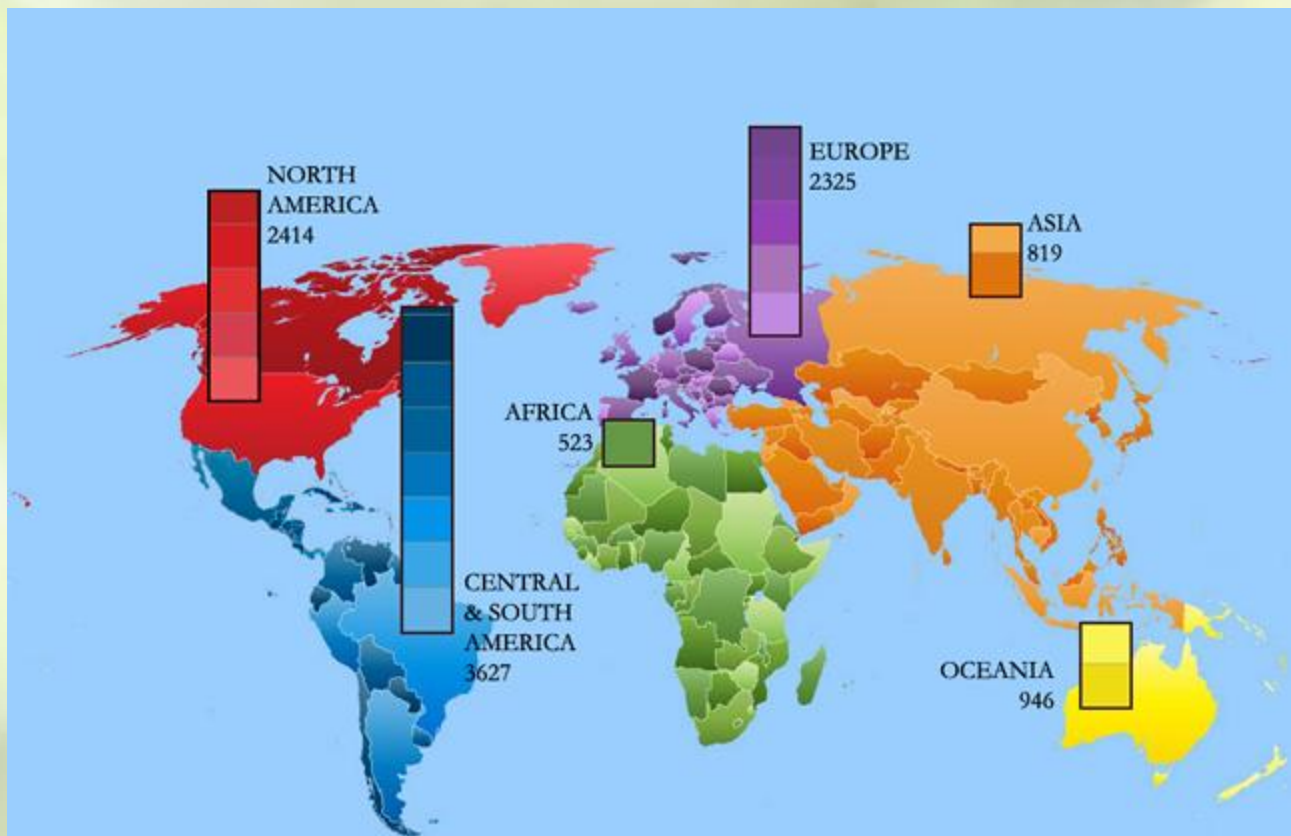 NORTH
AMERICA
2414
EUROPE
2325
ASIA
819
AFRICA
523
CENTRAL
& SOUTH
AMERICA
3627
OCEANIA
946